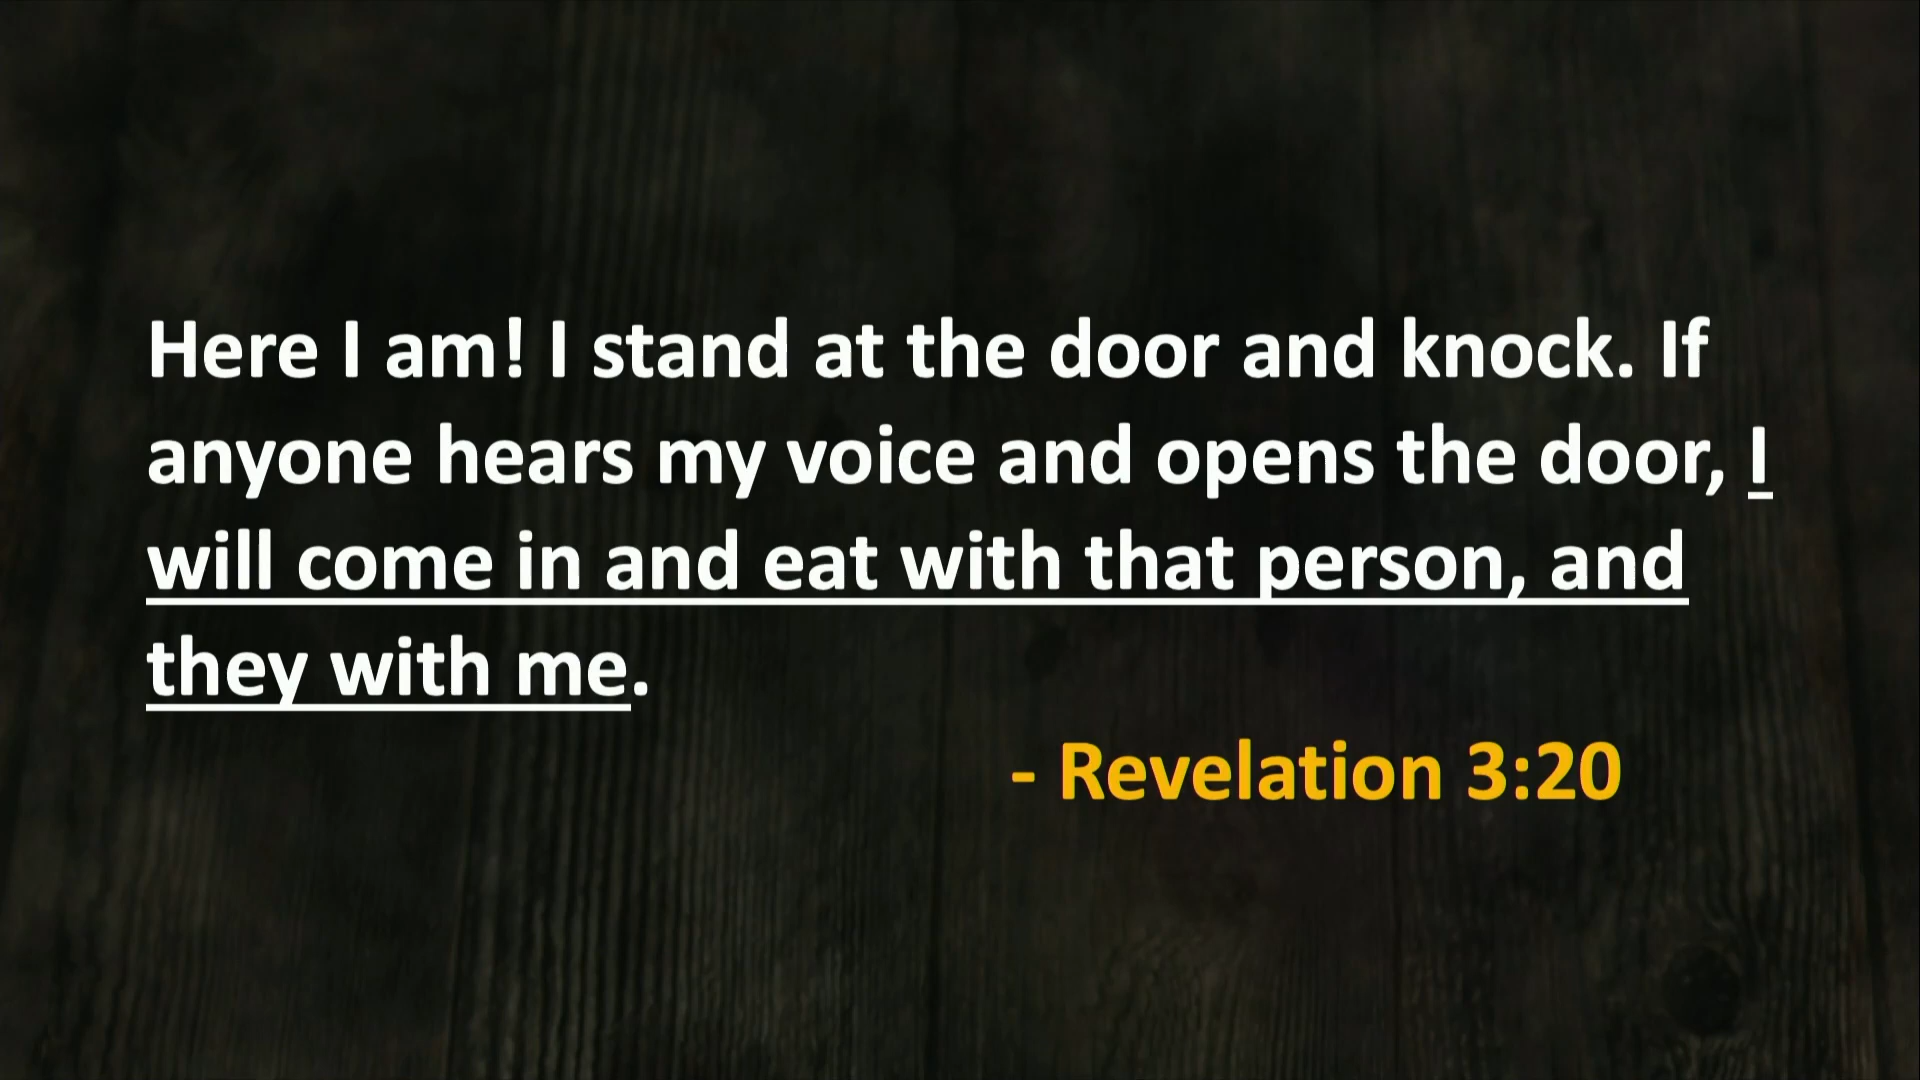 Here I am! I stand at the door and knock. If
anyone hears my voice and opens the door, I
will come in and eat with that person, and
they with me.
- Revelation 3:20